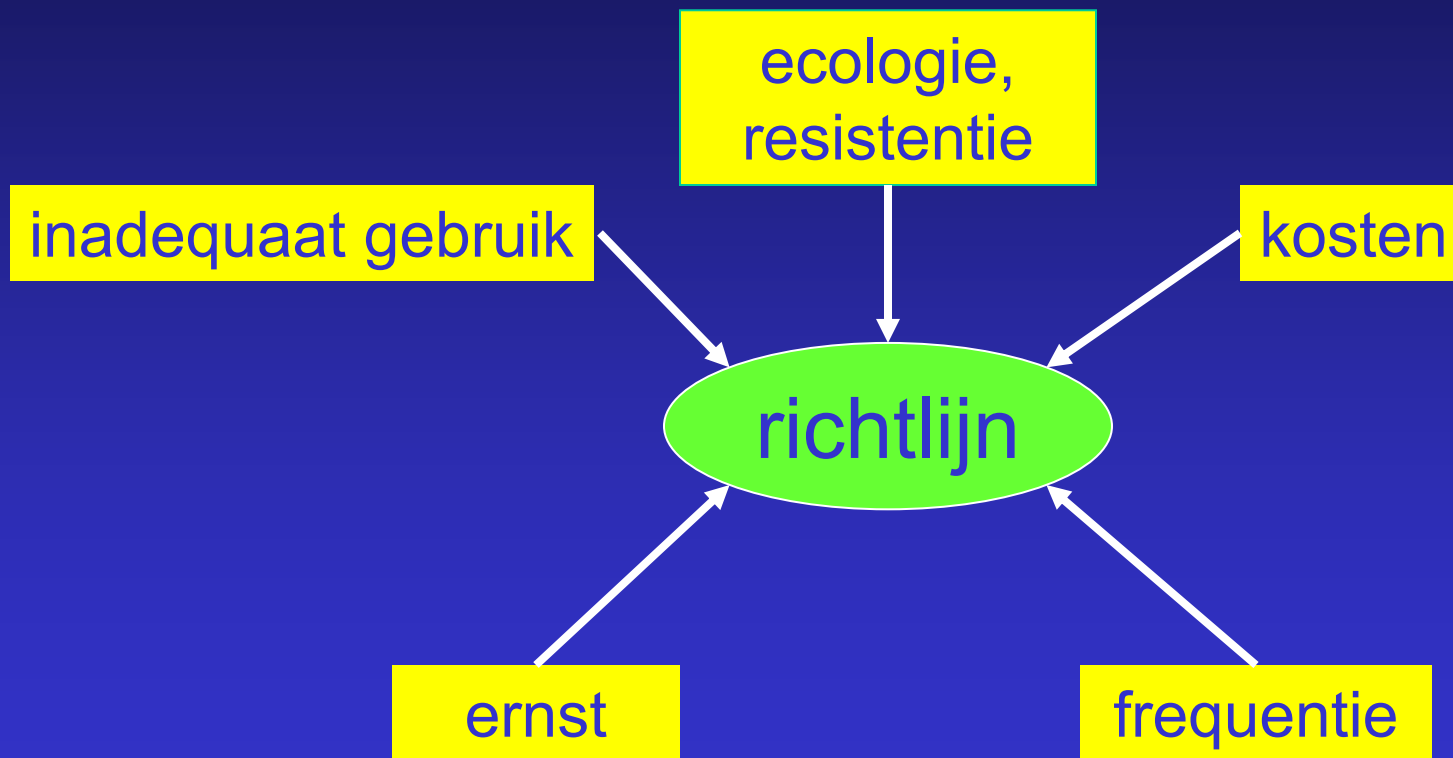 ecologie,
resistentie
inadequaat gebruik
kosten
richtlijn
ernst
frequentie